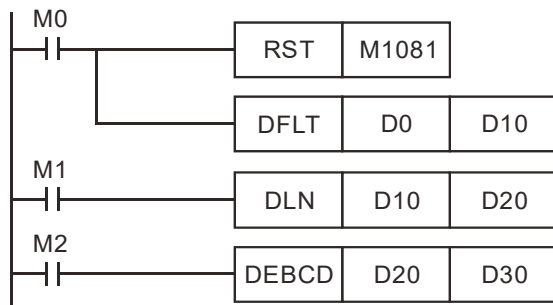 M0
RST M1081
DFLT D0 D10
M1
DLN D10 D20
M2
DEBCD D20 D30